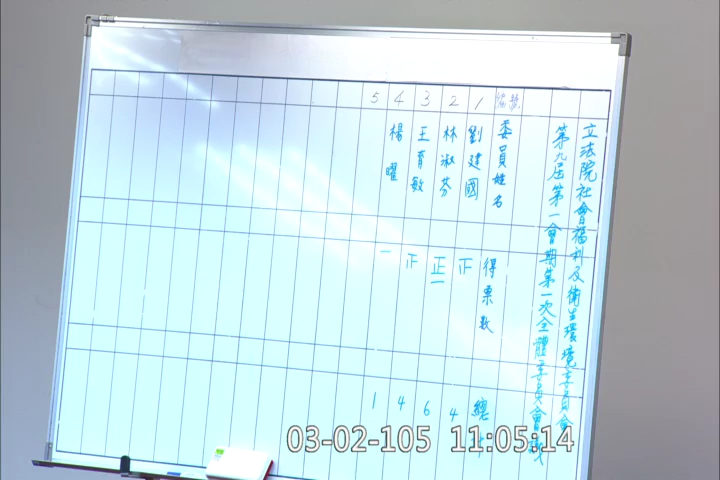 立法院社會福利及衛生環境委員會
第九屆第一會期第一次全體委員會議
編號 1 2 3 4 5
委員姓名 劉建國 林淑芬 王育敏 楊曜
得票數 正 正一 正 一
總 4 6 4 1
03-02-105 11:05:14